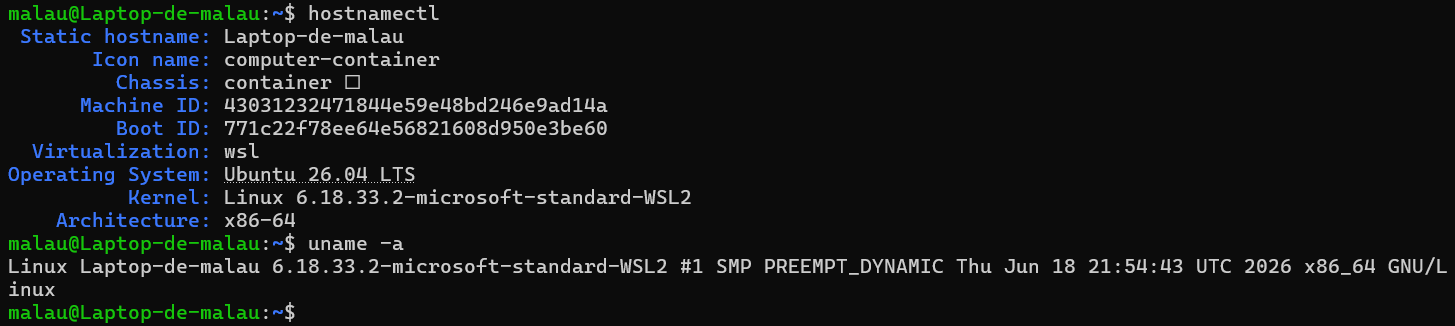 malau@Laptop-de-malau:~$ hostnamectl
 Static hostname: Laptop-de-malau
       Icon name: computer-container
         Chassis: container ☐
      Machine ID: 43031232471844e59e48bd246e9ad14a
         Boot ID: 771c22f78ee64e56821608d950e3be60
  Virtualization: wsl
Operating System: Ubuntu 26.04 LTS
          Kernel: Linux 6.18.33.2-microsoft-standard-WSL2
    Architecture: x86-64
malau@Laptop-de-malau:~$ uname -a
Linux Laptop-de-malau 6.18.33.2-microsoft-standard-WSL2 #1 SMP PREEMPT_DYNAMIC Thu Jun 18 21:54:43 UTC 2026 x86_64 GNU/L
inux
malau@Laptop-de-malau:~$